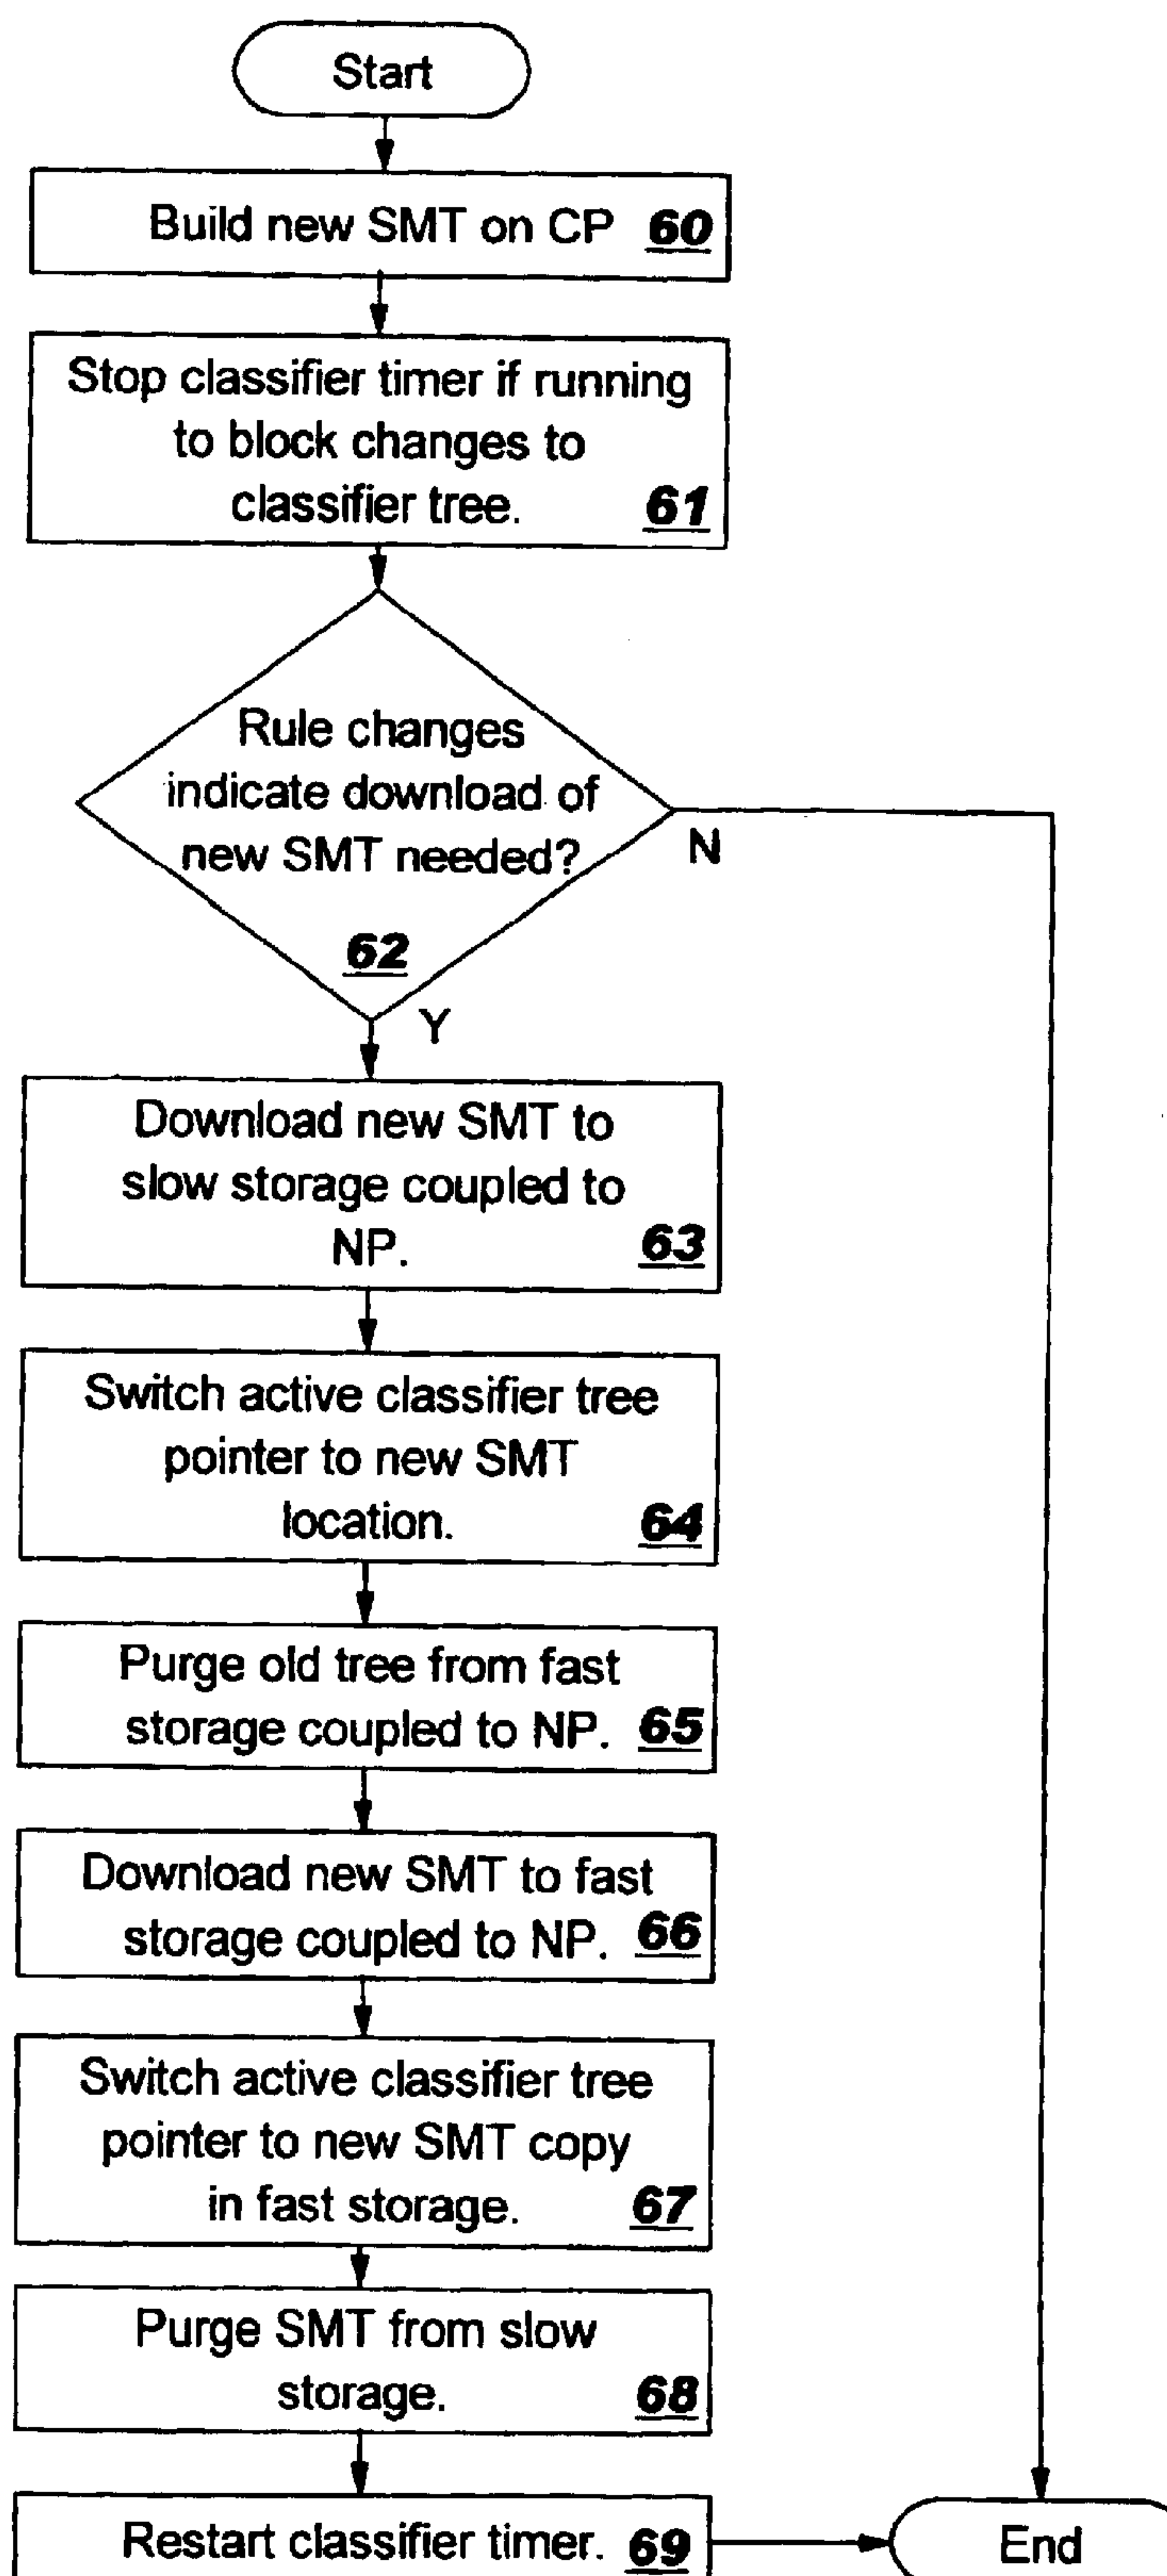 Start
Build new SMT on CP 60
Stop classifier timer if running
to block changes to
classifier tree. 61
Rule changes
indicate download of
new SMT needed?
N
62
Y
Download new SMT to
slow storage coupled to
NP. 63
Switch active classifier tree
pointer to new SMT
location. 64
Purge old tree from fast
storage coupled to NP. 65
Download new SMT to fast
storage coupled to NP. 66
Switch active classifier tree
pointer to new SMT copy
in fast storage. 67
Purge SMT from slow
storage. 68
Restart classifier timer. 69
End